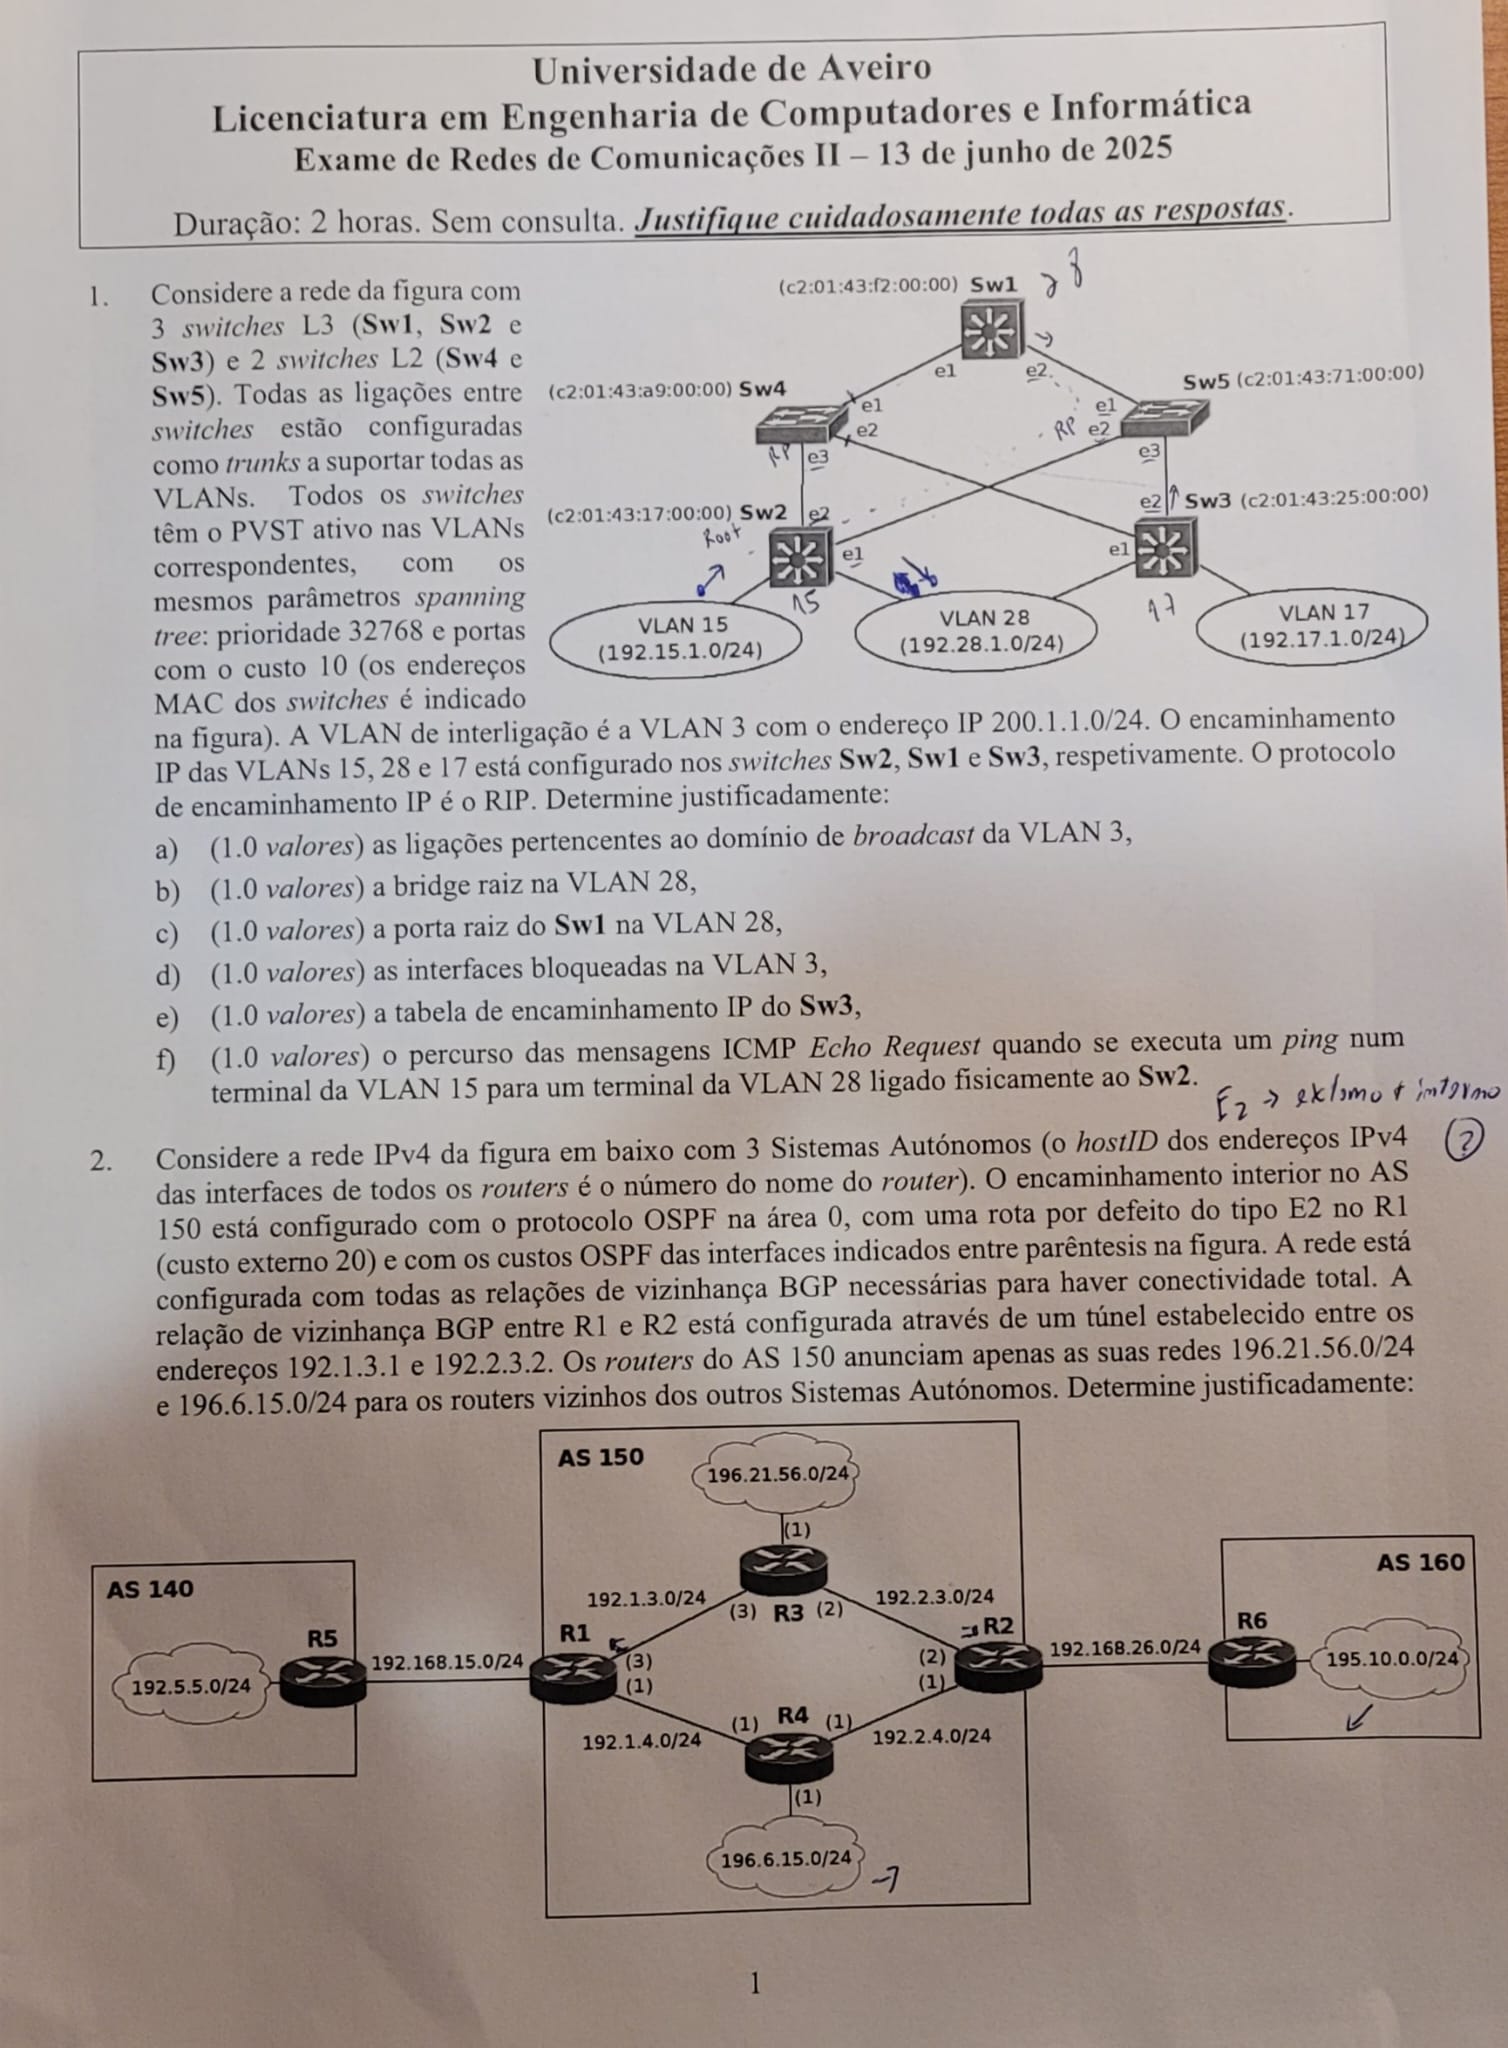 Universidade de Aveiro
Licenciatura em Engenharia de Computadores e Informática
Exame de Redes de Comunicações II – 13 de junho de 2025
Duração: 2 horas. Sem consulta. Justifique cuidadosamente todas as respostas.
1. Considere a rede da figura com
3 switches L3 (Sw1, Sw2 e
Sw3) e 2 switches L2 (Sw4 e
Sw5). Todas as ligações entre
switches estão configuradas
como trunks a suportar todas as
VLANs. Todos os switches
têm o PVST ativo nas VLANs
correspondentes, com os
mesmos parâmetros spanning
tree: prioridade 32768 e portas
com o custo 10 (os endereços
MAC dos switches é indicado
na figura). A VLAN de interligação é a VLAN 3 com o endereço IP 200.1.1.0/24. O encaminhamento
IP das VLANs 15, 28 e 17 está configurado nos switches Sw2, Sw1 e Sw3, respetivamente. O protocolo
de encaminhamento IP é o RIP. Determine justificadamente:
(c2:01:43:f2:00:00) Sw1
e1
e2
(c2:01:43:a9:00:00) Sw4
Sw5 (c2:01:43:71:00:00)
e1
e1
e2
RP
e2
RP
e3
e3
(c2:01:43:17:00:00) Sw2
e2
e2
Sw3 (c2:01:43:25:00:00)
Root
e1
e1
15
17
VLAN 15
(192.15.1.0/24)
VLAN 28
(192.28.1.0/24)
VLAN 17
(192.17.1.0/24)
a) (1.0 valores) as ligações pertencentes ao domínio de broadcast da VLAN 3,
b) (1.0 valores) a bridge raiz na VLAN 28,
c) (1.0 valores) a porta raiz do Sw1 na VLAN 28,
d) (1.0 valores) as interfaces bloqueadas na VLAN 3,
e) (1.0 valores) a tabela de encaminhamento IP do Sw3,
f) (1.0 valores) o percurso das mensagens ICMP Echo Request quando se executa um ping num
terminal da VLAN 15 para um terminal da VLAN 28 ligado fisicamente ao Sw2.
E2 → externo + interno
(?)
2. Considere a rede IPv4 da figura em baixo com 3 Sistemas Autónomos (o hostID dos endereços IPv4
das interfaces de todos os routers é o número do nome do router). O encaminhamento interior no AS
150 está configurado com o protocolo OSPF na área 0, com uma rota por defeito do tipo E2 no R1
(custo externo 20) e com os custos OSPF das interfaces indicados entre parêntesis na figura. A rede está
configurada com todas as relações de vizinhança BGP necessárias para haver conectividade total. A
relação de vizinhança BGP entre R1 e R2 está configurada através de um túnel estabelecido entre os
endereços 192.1.3.1 e 192.2.3.2. Os routers do AS 150 anunciam apenas as suas redes 196.21.56.0/24
e 196.6.15.0/24 para os routers vizinhos dos outros Sistemas Autónomos. Determine justificadamente:
AS 150
196.21.56.0/24
(1)
AS 140
AS 160
192.1.3.0/24
(3) R3 (2)
192.2.3.0/24
R5
R1
R2
R6
192.5.5.0/24
192.168.15.0/24
(3)
(1)
(2)
(1)
192.168.26.0/24
195.10.0.0/24
192.1.4.0/24
(1) R4 (1)
192.2.4.0/24
(1)
196.6.15.0/24
1